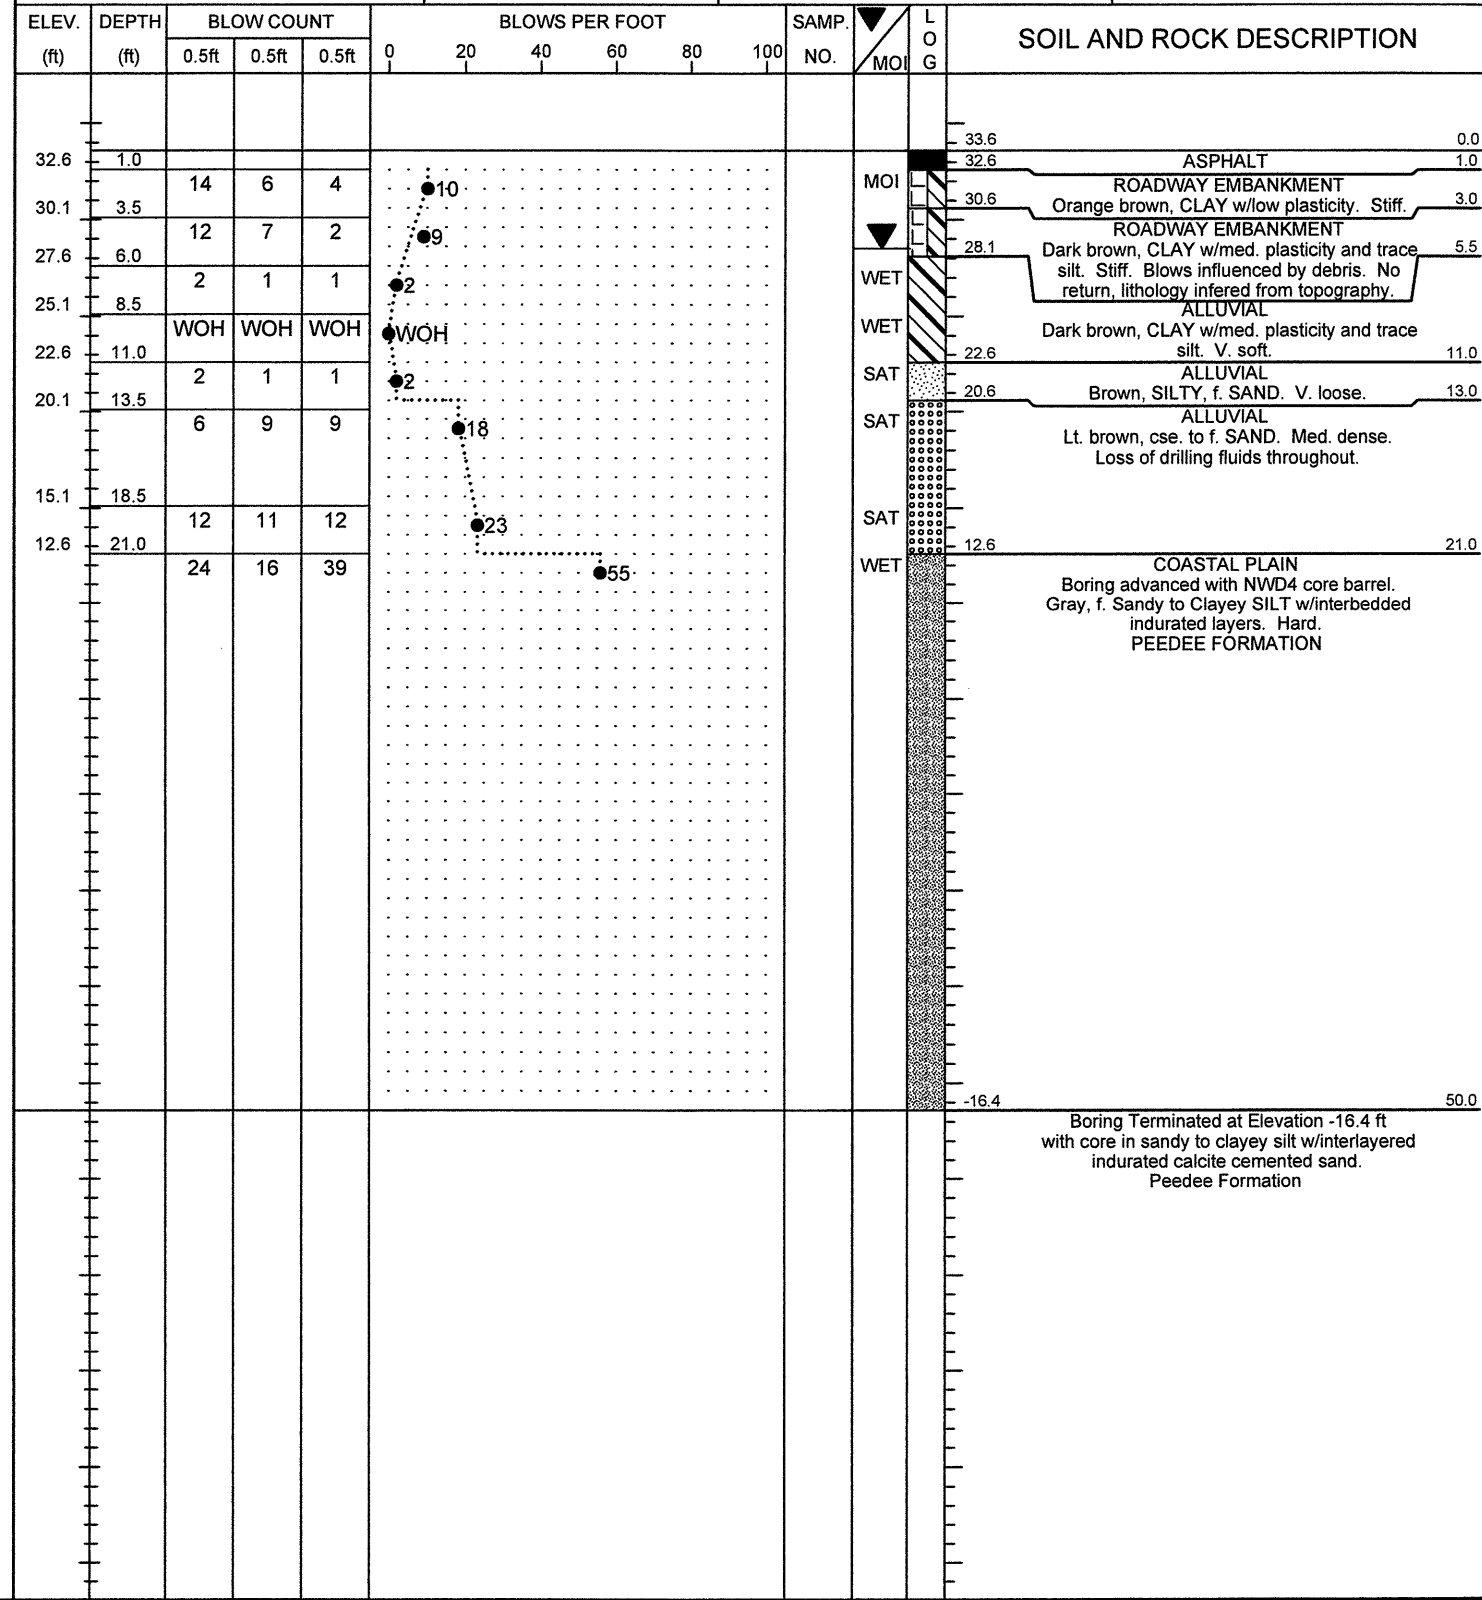 ELEV. DEPTH BLOW COUNT BLOWS PER FOOT SAMP. L
O
(ft) (ft) 0.5ft 0.5ft 0.5ft 0 20 40 60 80 100 NO. MOI G SOIL AND ROCK DESCRIPTION
33.6 0.0
32.6 1.0 32.6 ASPHALT 1.0
14 6 4 10 MOI ROADWAY EMBANKMENT
30.1 3.5 30.6 Orange brown, CLAY w/low plasticity. Stiff. 3.0
12 7 2 9 ROADWAY EMBANKMENT
27.6 6.0 28.1 Dark brown, CLAY w/med. plasticity and trace 5.5
2 1 1 2 WET silt. Stiff. Blows influenced by debris. No
return, lithology infered from topography.
25.1 8.5 ALLUVIAL
WOH WOH WOH WOH WET Dark brown, CLAY w/med. plasticity and trace
22.6 11.0 22.6 silt. V. soft. 11.0
2 1 1 2 SAT ALLUVIAL
20.1 13.5 20.6 Brown, SILTY, f. SAND. V. loose. 13.0
6 9 9 18 SAT ALLUVIAL
Lt. brown, cse. to f. SAND. Med. dense.
Loss of drilling fluids throughout.
15.1 18.5
12 11 12 23 SAT
12.6 21.0 12.6 21.0
24 16 39 55 WET COASTAL PLAIN
Boring advanced with NWD4 core barrel.
Gray, f. Sandy to Clayey SILT w/interbedded
indurated layers. Hard.
PEEDEE FORMATION
-16.4 50.0
Boring Terminated at Elevation -16.4 ft
with core in sandy to clayey silt w/interlayered
indurated calcite cemented sand.
Peedee Formation